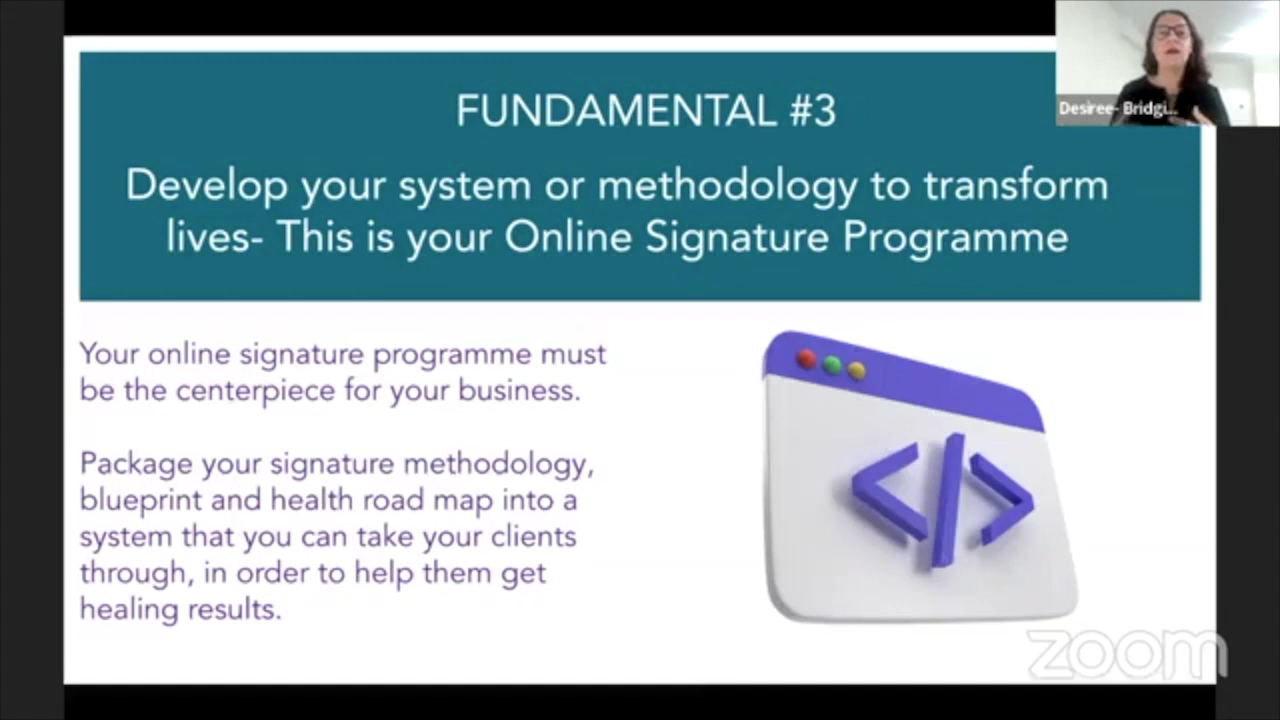 FUNDAMENTAL #3
Develop your system or methodology to transform
lives- This is your Online Signature Programme
Desiree- Bridgi...
Your online signature programme must
be the centerpiece for your business.
Package your signature methodology,
blueprint and health road map into a
system that you can take your clients
through, in order to help them get
healing results.
</>
zoom